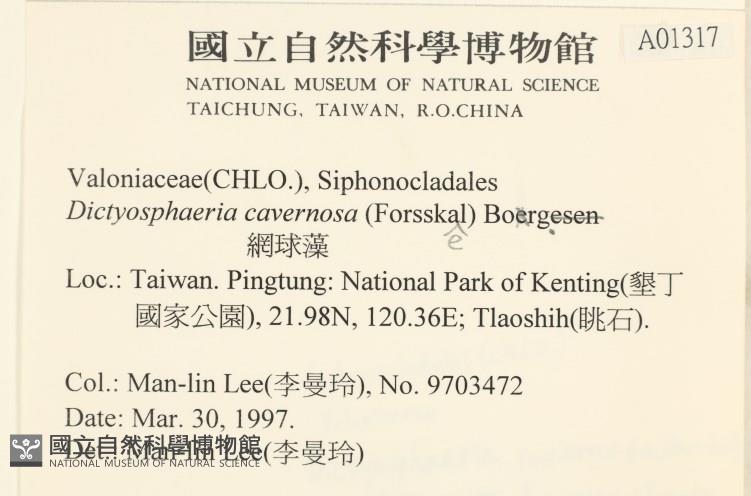 國立自然科學博物館
A01317
NATIONAL MUSEUM OF NATURAL SCIENCE
TAICHUNG, TAIWAN, R.O.CHINA
Valoniaceae(CHLO.), Siphonocladales
Dictyosphaeria cavernosa (Forsskal) Boergesen
網球藻
Loc.: Taiwan. Pingtung: National Park of Kenting(墾丁
國家公園), 21.98N, 120.36E; Tlaoshih(眺石).
Col.: Man-lin Lee(李曼玲), No. 9703472
Date: Mar. 30, 1997.
Det.: Man-lin Lee(李曼玲)
國立自然科學博物館
NATIONAL MUSEUM OF NATURAL SCIENCE